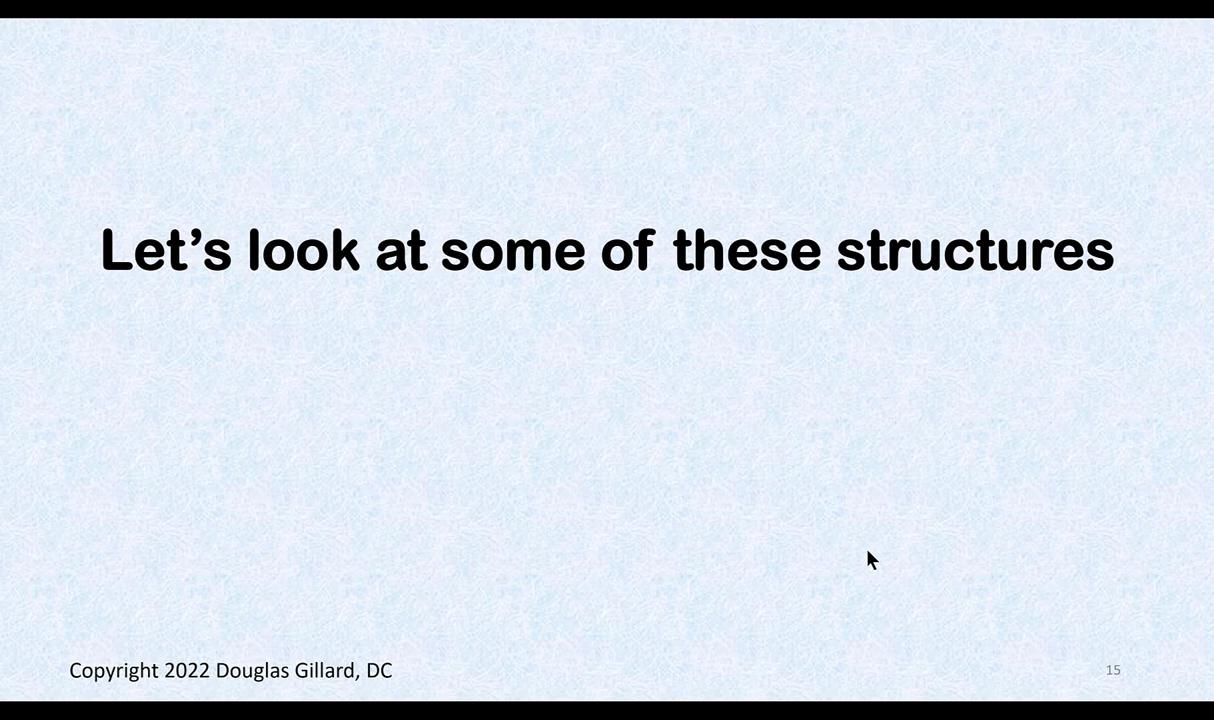 Let’s look at some of these structures
Copyright 2022 Douglas Gillard, DC
15